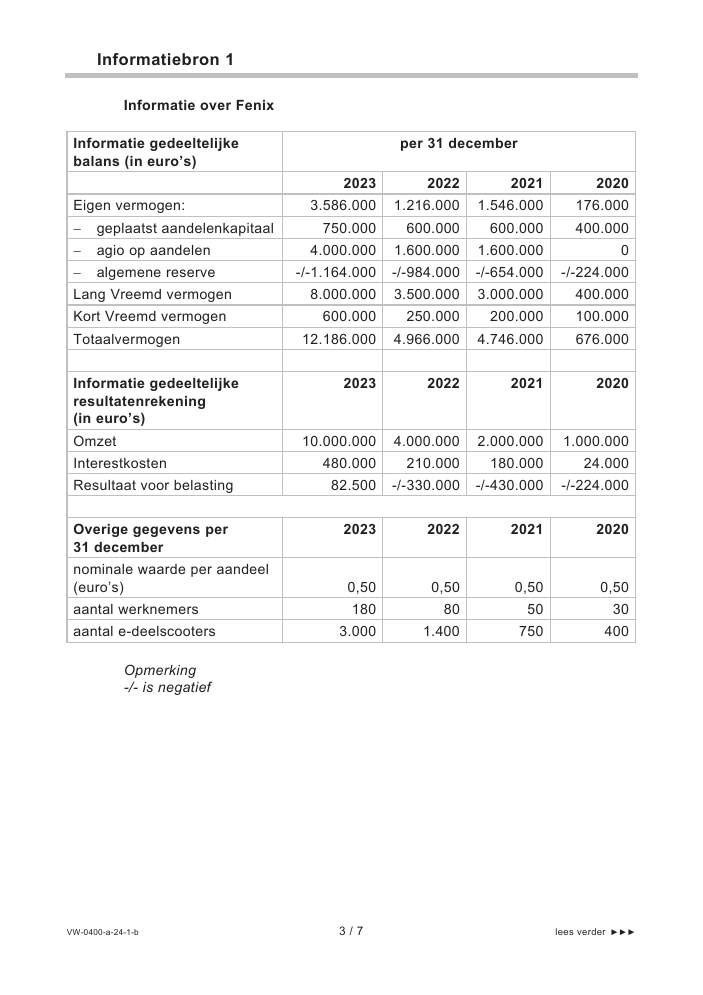 Informatiebron 1
Informatie over Fenix
Informatie gedeeltelijke balans (in euro's) per 31 december
2023 2022 2021 2020
Eigen vermogen: 3.586.000 1.216.000 1.546.000 176.000
– geplaatst aandelenkapitaal 750.000 600.000 600.000 400.000
– agio op aandelen 4.000.000 1.600.000 1.600.000 0
– algemene reserve -/-1.164.000 -/-984.000 -/-654.000 -/-224.000
Lang Vreemd vermogen 8.000.000 3.500.000 3.000.000 400.000
Kort Vreemd vermogen 600.000 250.000 200.000 100.000
Totaalvermogen 12.186.000 4.966.000 4.746.000 676.000
Informatie gedeeltelijke 2023 2022 2021 2020
resultatenrekening
(in euro's)
Omzet 10.000.000 4.000.000 2.000.000 1.000.000
Interestkosten 480.000 210.000 180.000 24.000
Resultaat voor belasting 82.500 -/-330.000 -/-430.000 -/-224.000
Overige gegevens per 2023 2022 2021 2020
31 december
nominale waarde per aandeel
(euro's) 0,50 0,50 0,50 0,50
aantal werknemers 180 80 50 30
aantal e-deelscooters 3.000 1.400 750 400
Opmerking
-/- is negatief
VW-0400-a-24-1-b 3 / 7 lees verder ►►►